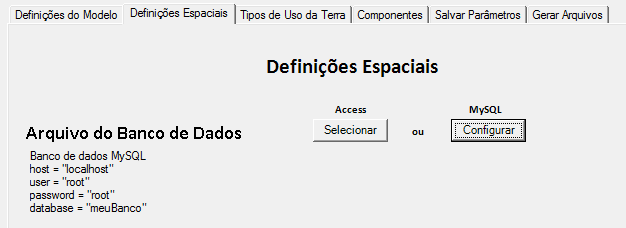 Definições do Modelo Definições Espaciais Tipos de Uso da Terra Componentes Salvar Parâmetros Gerar Arquivos
Definições Espaciais
Access MySQL
Arquivo do Banco de Dados Selecionar ou Configurar
Banco de dados MySQL
host = "localhost"
user = "root"
password = "root"
database = "meuBanco"